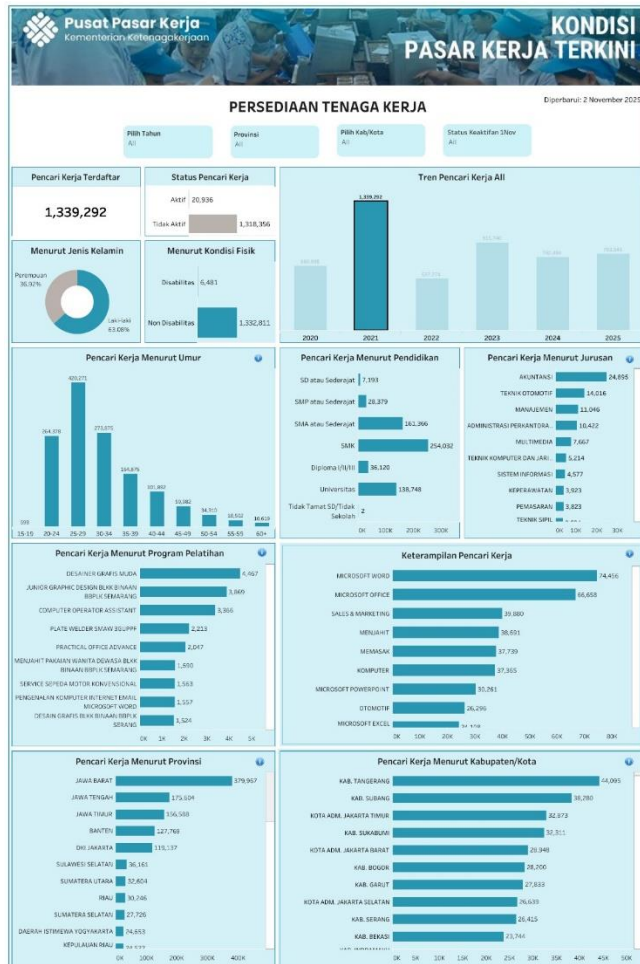 Pusat Pasar Kerja
Kementerian Ketenagakerjaan
KONDISI
PASAR KERJA TERKINI
PERSEDIAAN TENAGA KERJA
Diperbarui: 2 November 2025
Pilih Tahun
All
Provinsi
All
Pilih Kab/Kota
All
Status Keaktifan 1Nov
All
Pencari Kerja Terdaftar
1,339,292
Status Pencari Kerja
Aktif 20,936
Tidak Aktif 1,318,356
Tren Pencari Kerja All
1,339,292
2020 2021 2022 2023 2024 2025
Menurut Jenis Kelamin
Perempuan
36.92%
Laki-laki
63.08%
Menurut Kondisi Fisik
Disabilitas 6,481
Non Disabilitas 1,332,811
Pencari Kerja Menurut Umur
420,271
264,378
273,875
15-19 20-24 25-29 30-34 35-39 40-44 45-49 50-54 55-59 60+
Pencari Kerja Menurut Pendidikan
SD atau Sederajat 7,193
SMP atau Sederajat 28,379
SMA atau Sederajat 161,366
SMK 254,032
Diploma I/II/III 36,120
Universitas 138,748
Tidak Tamat SD/Tidak
Sekolah 2
0K 100K 200K 300K
Pencari Kerja Menurut Jurusan
AKUNTANSI 24,898
TEKNIK OTOMOTIF 14,016
MANAJEMEN 11,046
ADMINISTRASI PERKANTORA.. 10,422
MULTIMEDIA 7,667
TEKNIK KOMPUTER DAN JARI.. 5,214
SISTEM INFORMASI 4,577
KEPERAWATAN 3,923
PEMASARAN 3,823
TEKNIK SIPIL
0K 10K 20K 30K
Pencari Kerja Menurut Program Pelatihan
DESAINER GRAFIS MUDA 4,467
JUNIOR GRAPHIC DESIGN BLKK BINAAN
BBPLK SEMARANG 3,869
COMPUTER OPERATOR ASSISTANT 3,366
PLATE WELDER SMAW 3G UPPF 2,213
PRACTICAL OFFICE ADVANCE 2,047
MENJAHIT PAKAIAN WANITA DEWASA BLKK
BINAAN BBPLK SEMARANG 1,590
SERVICE SEPEDA MOTOR KONVENSIONAL 1,563
PENGENALAN KOMPUTER INTERNET EMAIL
MICROSOFT WORD 1,557
DESAIN GRAFIS BLKK BINAAN BBPLK
SERANG 1,524
0K 1K 2K 3K 4K 5K
Keterampilan Pencari Kerja
MICROSOFT WORD 74,456
MICROSOFT OFFICE 66,658
SALES & MARKETING 39,880
MENJAHIT 38,631
MEMASAK 37,739
KOMPUTER 37,365
MICROSOFT POWERPOINT 30,261
OTOMOTIF 26,296
MICROSOFT EXCEL
0K 10K 20K 30K 40K 50K 60K 70K 80K
Pencari Kerja Menurut Provinsi
JAWA BARAT 379,967
JAWA TENGAH 175,504
JAWA TIMUR 156,588
BANTEN 127,768
DKI JAKARTA 119,137
SULAWESI SELATAN 36,161
SUMATERA UTARA 32,604
RIAU 30,246
SUMATERA SELATAN 27,726
DAERAH ISTIMEWA YOGYAKARTA 24,653
KEPULAUAN RIAU
0K 100K 200K 300K 400K
Pencari Kerja Menurut Kabupaten/Kota
KAB. TANGERANG 44,095
KAB. SUBANG 38,280
KOTA ADM. JAKARTA TIMUR 32,873
KAB. SUKABUMI 32,311
KOTA ADM. JAKARTA BARAT 28,948
KAB. BOGOR 28,200
KAB. GARUT 27,833
KOTA ADM. JAKARTA SELATAN 26,633
KAB. SERANG 26,415
KAB. BEKASI 23,744
0K 5K 10K 15K 20K 25K 30K 35K 40K 45K 50K